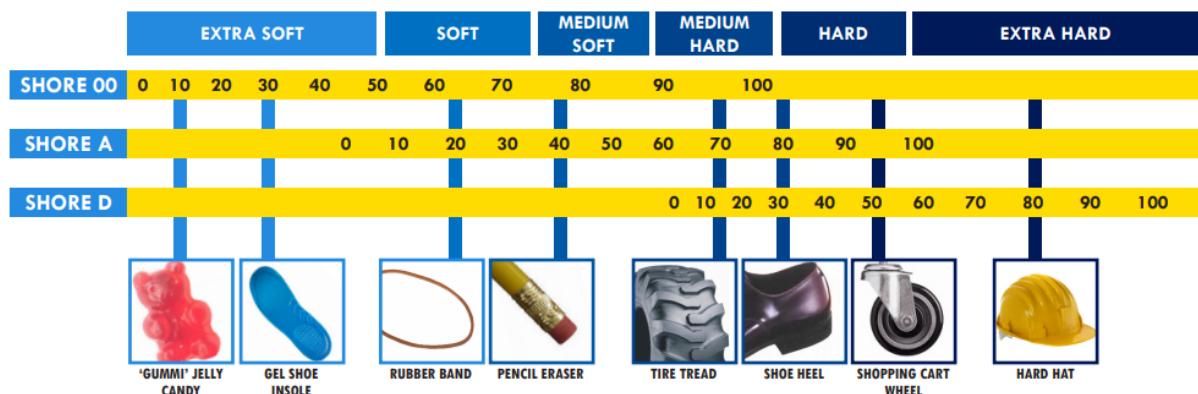 EXTRA SOFT
SOFT
MEDIUM
SOFT
MEDIUM
HARD
HARD
EXTRA HARD
SHORE 00 0 10 20 30 40 50 60 70 80 90 100
SHORE A 0 10 20 30 40 50 60 70 80 90 100
SHORE D 0 10 20 30 40 50 60 70 80 90 100
‘GUMMI’ JELLY
CANDY
GEL SHOE
INSOLE
RUBBER BAND
PENCIL ERASER
TIRE TREAD
SHOE HEEL
SHOPPING CART
WHEEL
HARD HAT